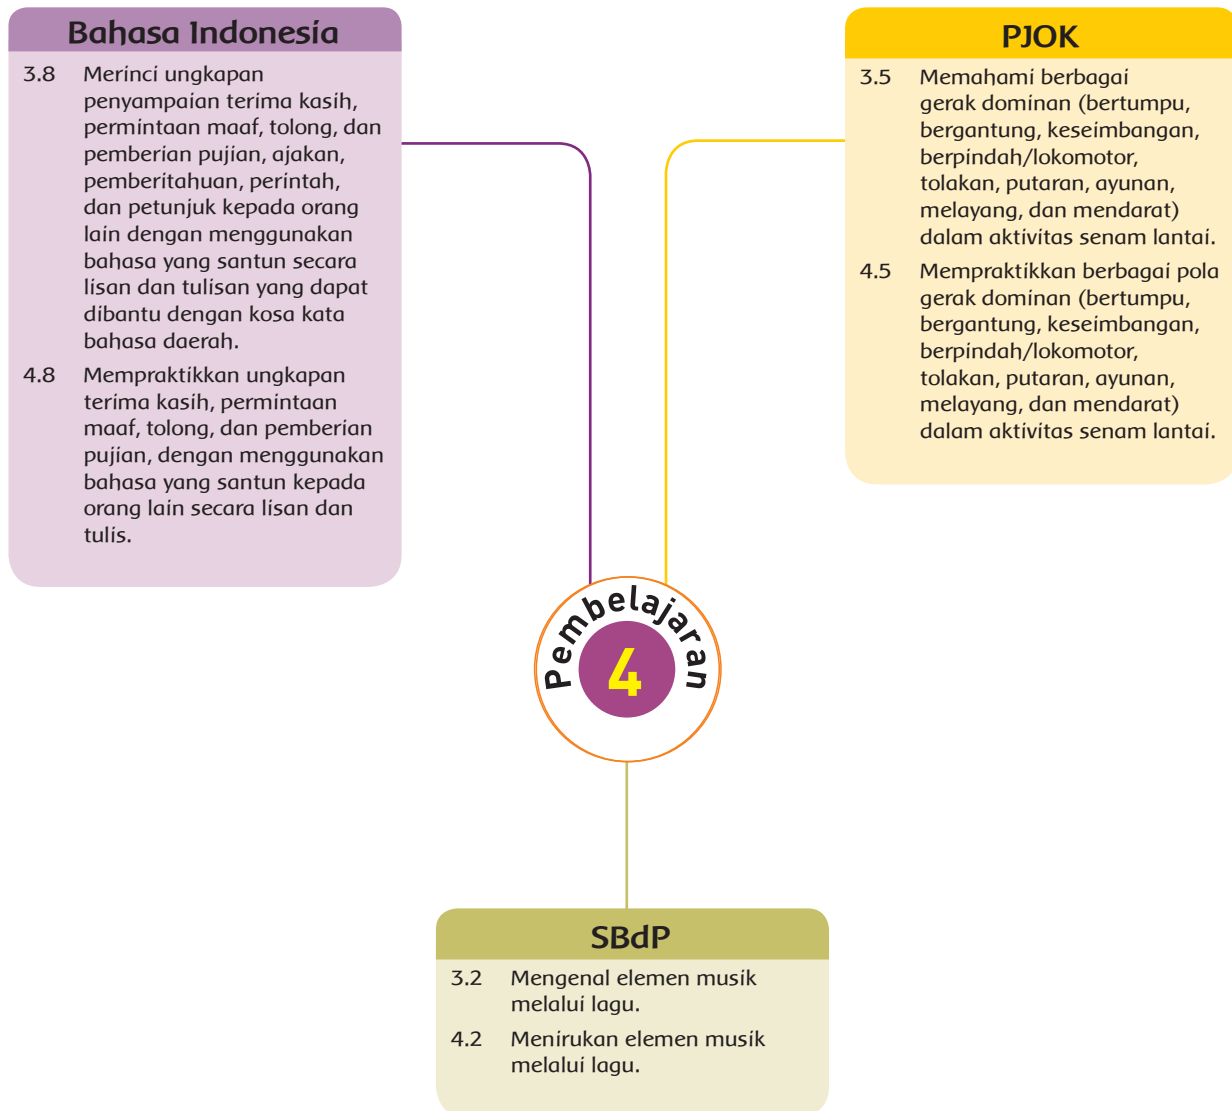 Bahasa Indonesia
3.8 Merinci ungkapan
penyampaian terima kasih,
permintaan maaf, tolong, dan
pemberian pujian, ajakan,
pemberitahuan, perintah,
dan petunjuk kepada orang
lain dengan menggunakan
bahasa yang santun secara
lisan dan tulisan yang dapat
dibantu dengan kosa kata
bahasa daerah.
4.8 Mempraktikkan ungkapan
terima kasih, permintaan
maaf, tolong, dan pemberian
pujian, dengan menggunakan
bahasa yang santun kepada
orang lain secara lisan dan
tulis.
PJOK
3.5 Memahami berbagai
gerak dominan (bertumpu,
bergantung, keseimbangan,
berpindah/lokomotor,
tolakan, putaran, ayunan,
melayang, dan mendarat)
dalam aktivitas senam lantai.
4.5 Mempraktikkan berbagai pola
gerak dominan (bertumpu,
bergantung, keseimbangan,
berpindah/lokomotor,
tolakan, putaran, ayunan,
melayang, dan mendarat)
dalam aktivitas senam lantai.
Pembelajaran
4
SBdP
3.2 Mengenal elemen musik
melalui lagu.
4.2 Menirukan elemen musik
melalui lagu.